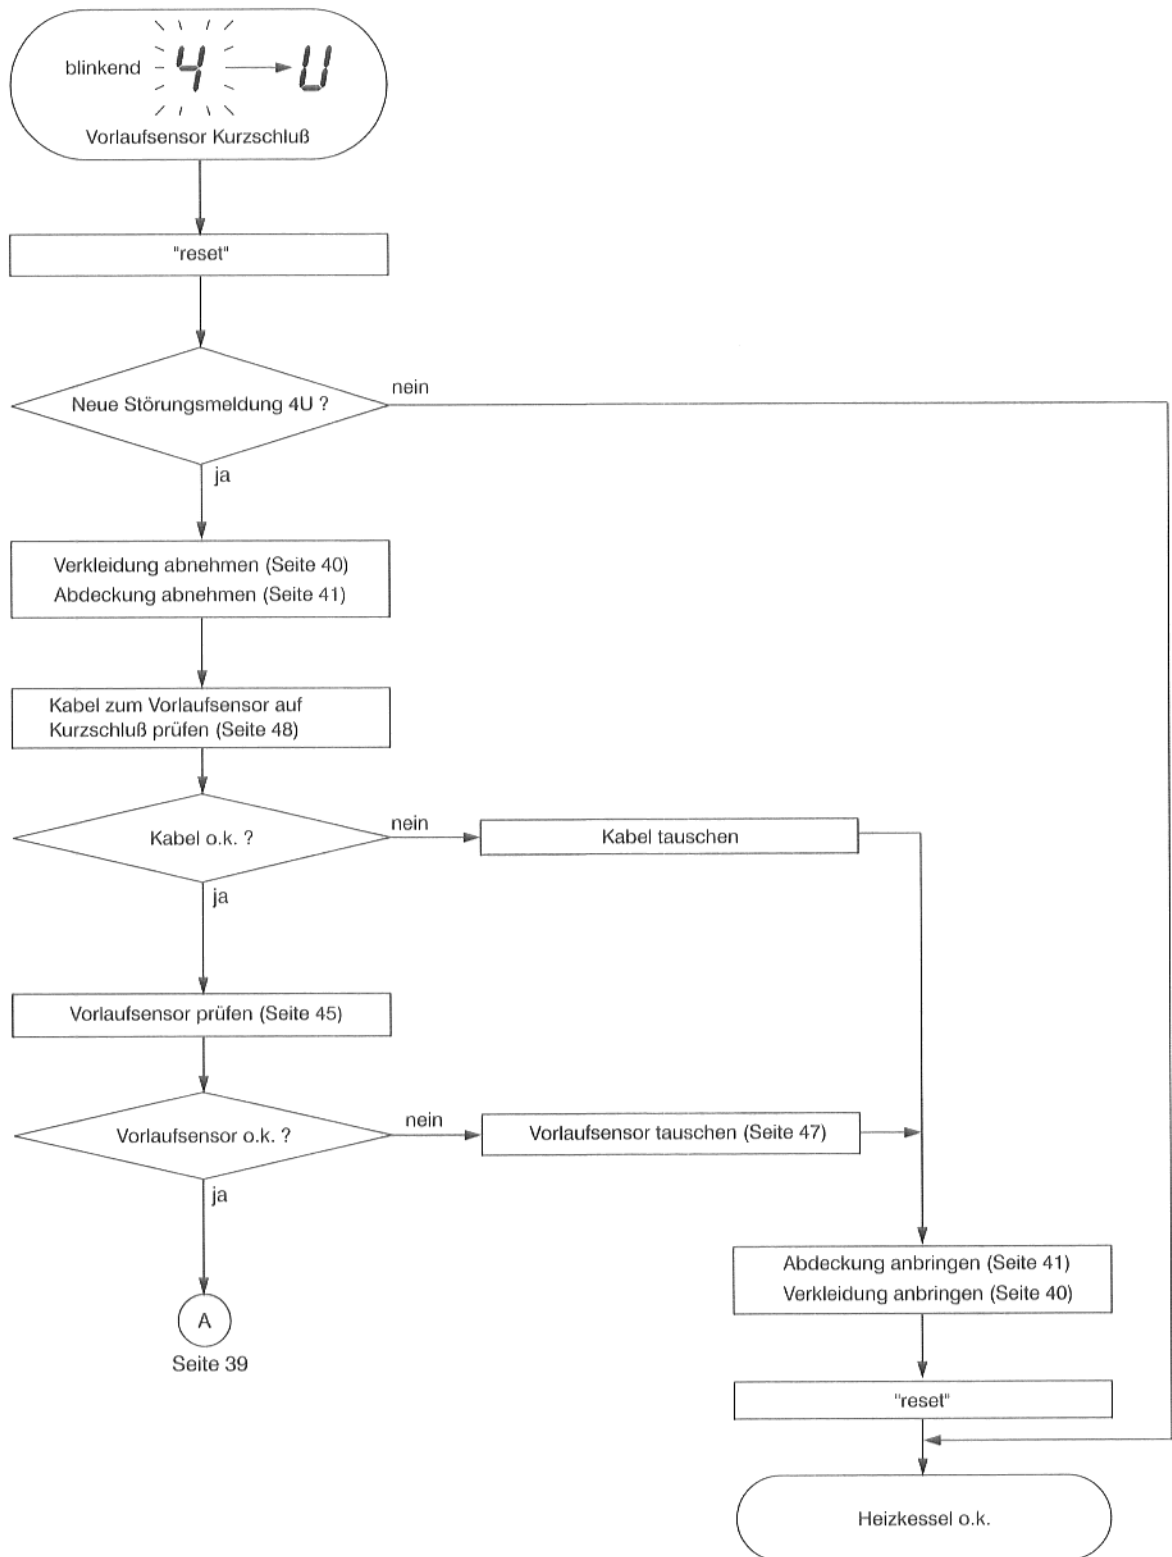 blinkend 4 U
Vorlaufsensor Kurzschluß
"reset"
Neue Störungsmeldung 4U ?
nein
ja
Verkleidung abnehmen (Seite 40)
Abdeckung abnehmen (Seite 41)
Kabel zum Vorlaufsensor auf
Kurzschluß prüfen (Seite 48)
Kabel o.k. ?
nein
Kabel tauschen
ja
Vorlaufsensor prüfen (Seite 45)
Vorlaufsensor o.k. ?
nein
Vorlaufsensor tauschen (Seite 47)
ja
A
Seite 39
Abdeckung anbringen (Seite 41)
Verkleidung anbringen (Seite 40)
"reset"
Heizkessel o.k.